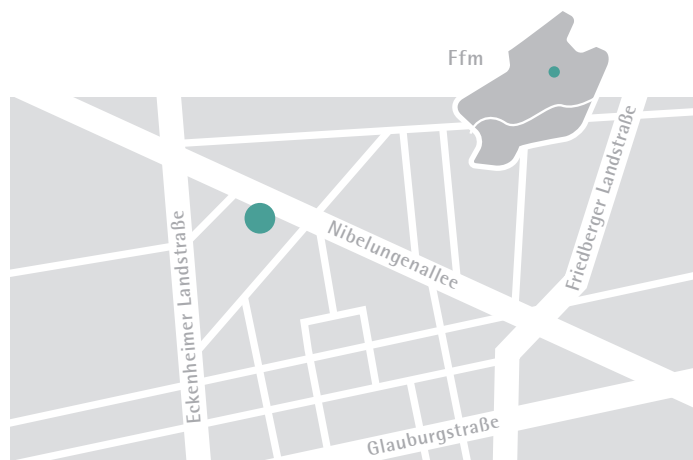 Ffm
Friedberger Landstraße
Nibelungenallee
Eckenheimer Landstraße
Glauburgstraße